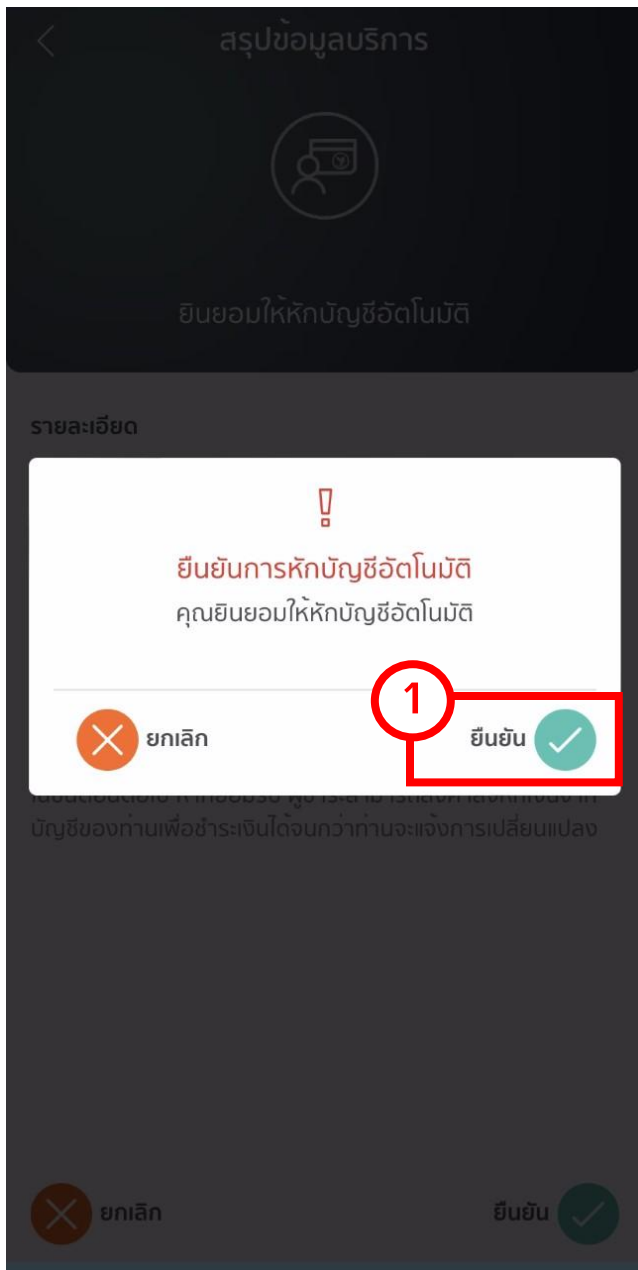 สรุปข้อมูลบริการ
ยินยอมให้หักบัญชีอัตโนมัติ
รายละเอียด
ยืนยันการหักบัญชีอัตโนมัติ
คุณยินยอมให้หักบัญชีอัตโนมัติ
1
ยกเลิก ยืนยัน
บัญชีของท่านเพื่อชำระเงินได้จนกว่าท่านจะแจ้งการเปลี่ยนแปลง
ยกเลิก ยืนยัน